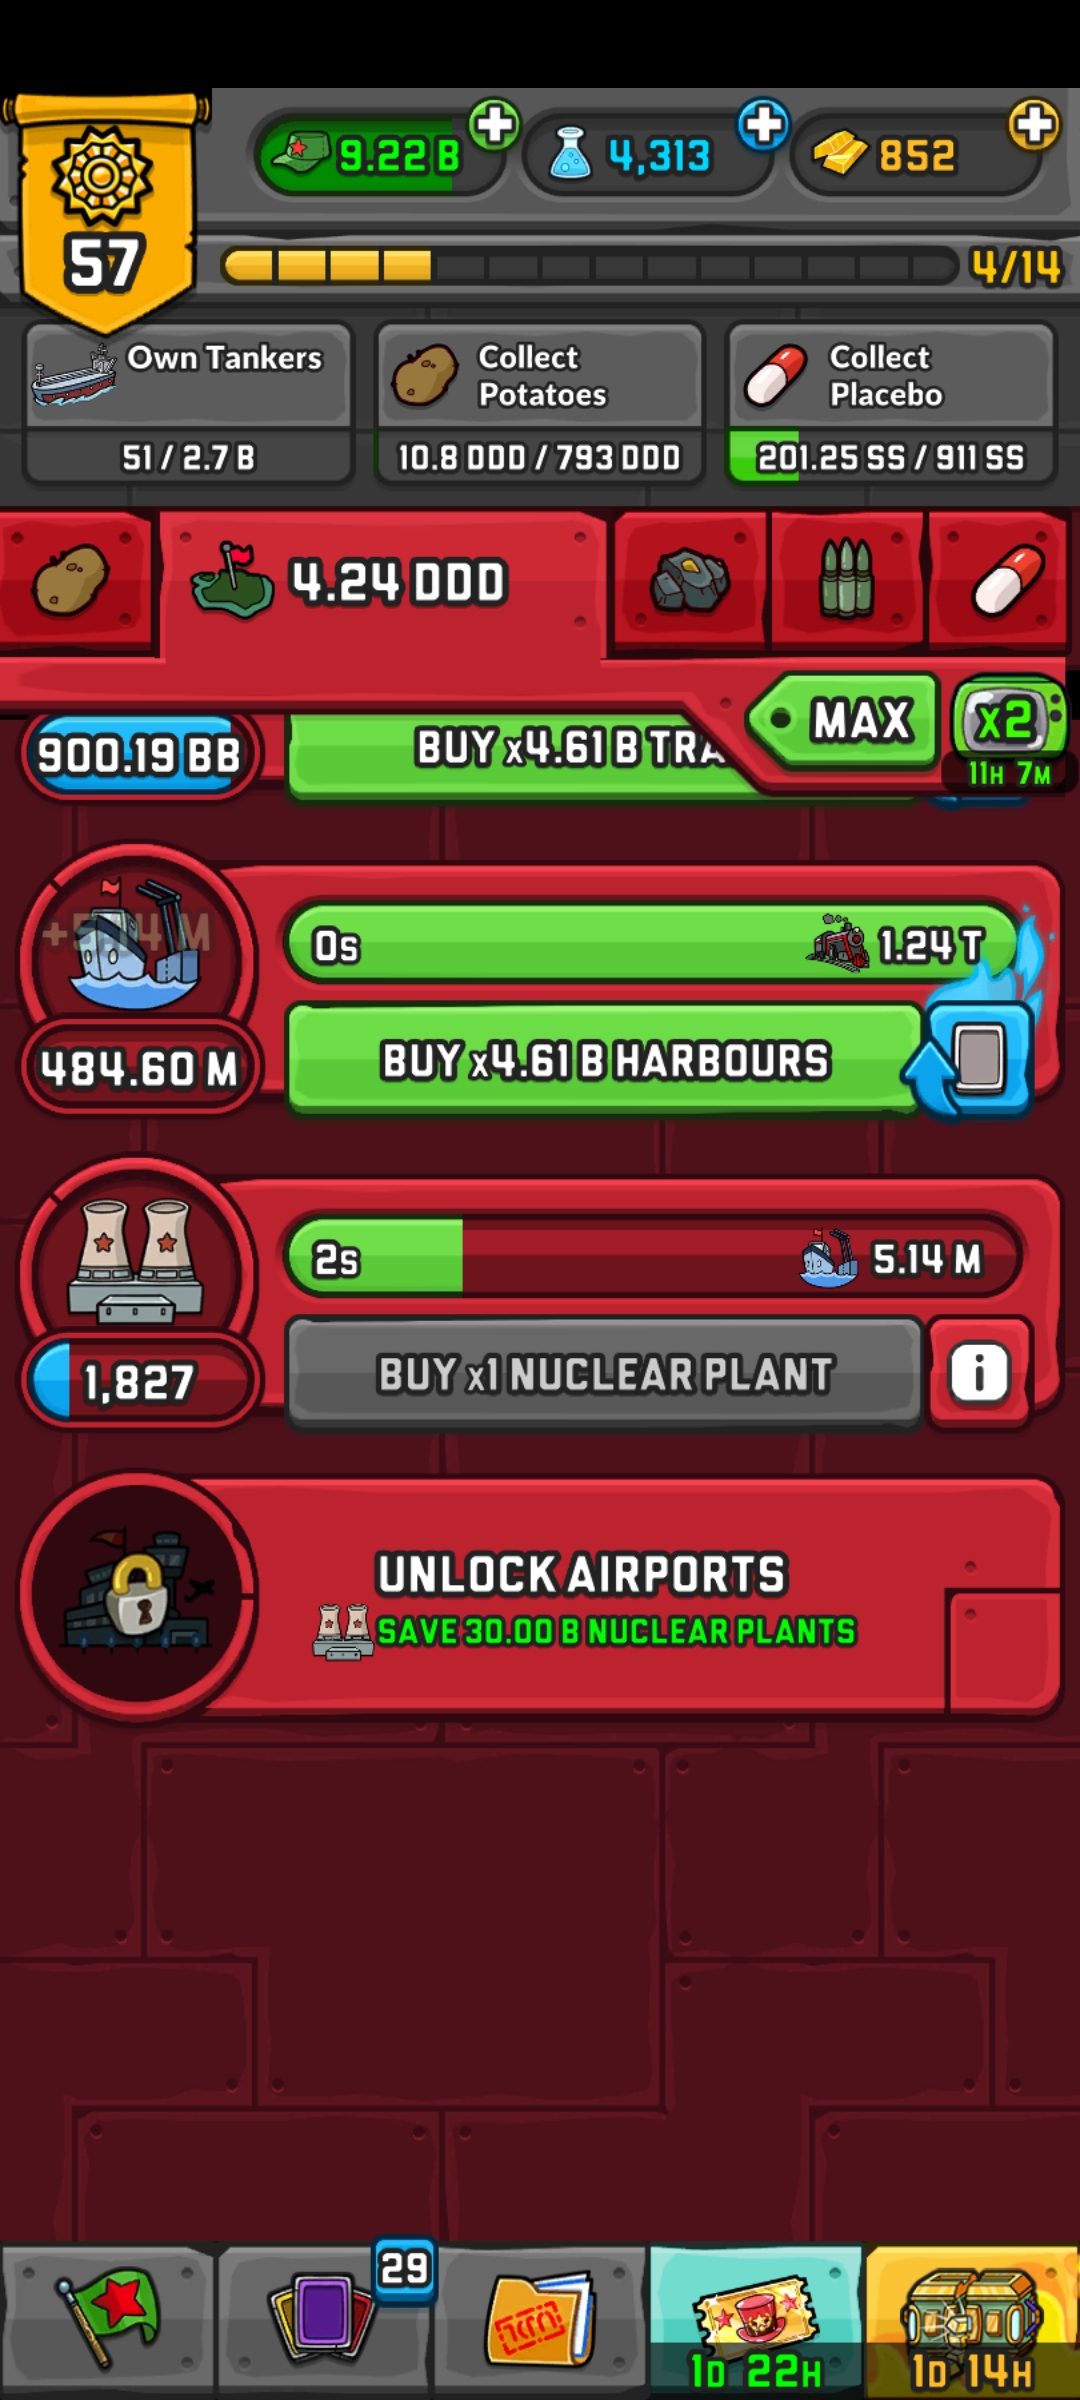 9.22 B
4,313
852
57
4/14
Own Tankers
51 / 2.7 B
Collect
Potatoes
10.8 DDD / 793 DDD
Collect
Placebo
201.25 SS / 911 SS
4.24 DDD
MAX
x2
11H 7M
900.19 BB
BUY x4.61 B TRA
0s
1.24 T
484.60 M
BUY x4.61 B HARBOURS
2s
5.14 M
1,827
BUY x1 NUCLEAR PLANT
i
UNLOCK AIRPORTS
SAVE 30.00 B NUCLEAR PLANTS
29
1D 22H
1D 14H